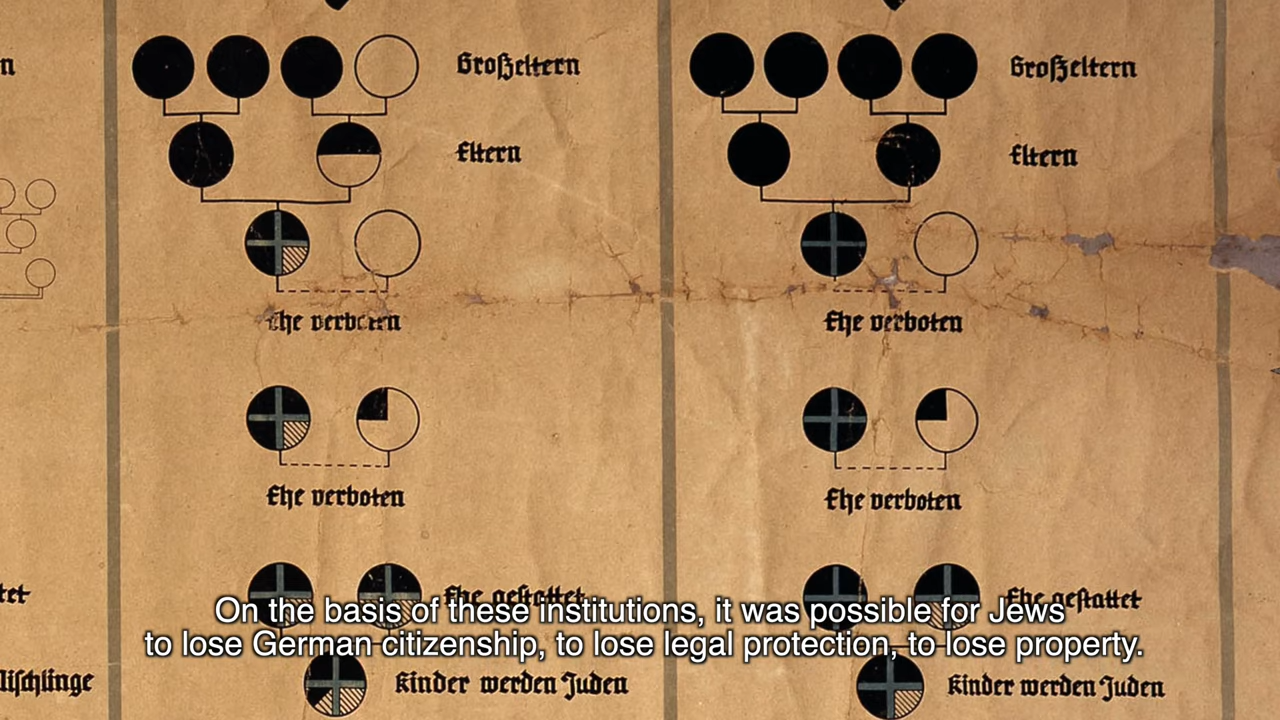 n
Großeltern
Großeltern
Eltern
Eltern
Ehe verboten
Ehe verboten
Ehe verboten
Ehe verboten
tet
Ehe gestattet
Ehe gestattet
On the basis of these institutions, it was possible for Jews
to lose German citizenship, to lose legal protection, to lose property.
lischlinge
Kinder werden Juden
Kinder werden Juden